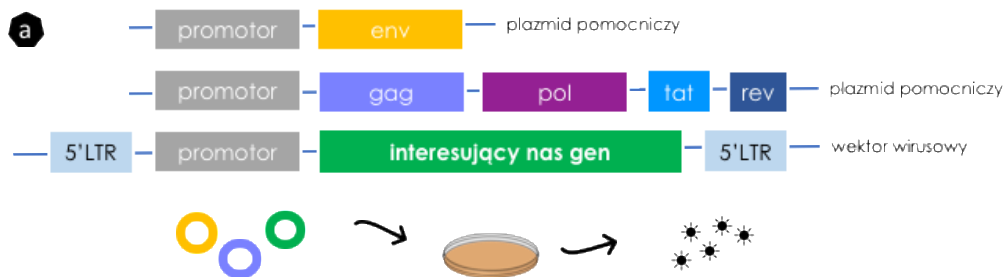 a
promotor env plazmid pomocniczy
promotor gag pol tat rev plazmid pomocniczy
5'LTR promotor interesujący nas gen 5'LTR wektor wirusowy